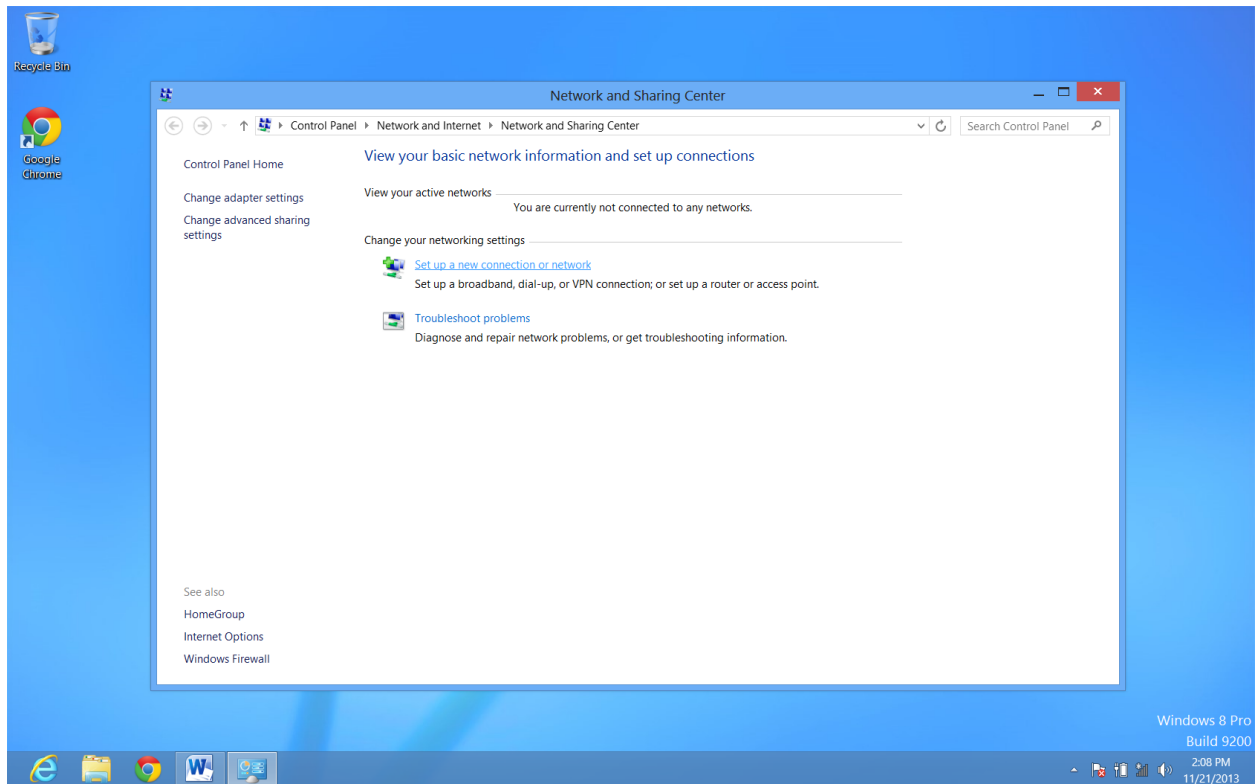 Recycle Bin
Google
Chrome
Network and Sharing Center
Control Panel Network and Internet Network and Sharing Center
Search Control Panel
Control Panel Home
Change adapter settings
Change advanced sharing
settings
View your basic network information and set up connections
View your active networks
You are currently not connected to any networks.
Change your networking settings
Set up a new connection or network
Set up a broadband, dial-up, or VPN connection; or set up a router or access point.
Troubleshoot problems
Diagnose and repair network problems, or get troubleshooting information.
See also
HomeGroup
Internet Options
Windows Firewall
Windows 8 Pro
Build 9200
2:08 PM
11/21/2013